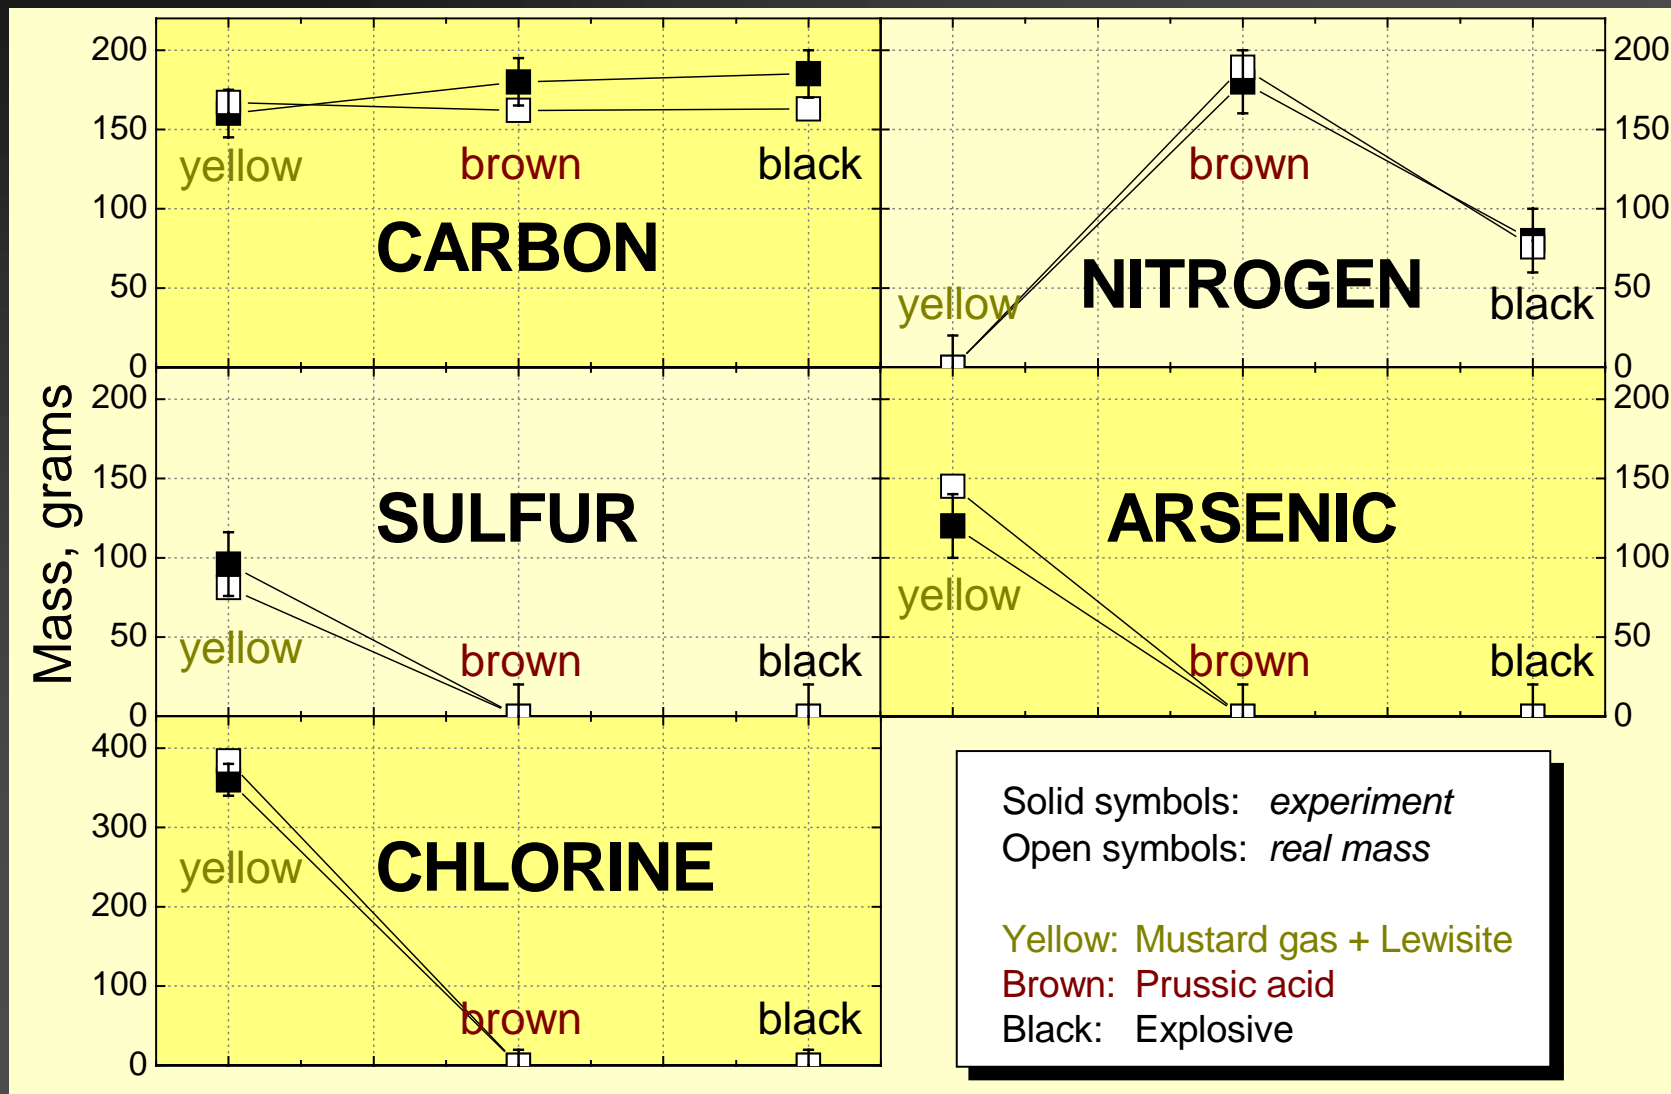 Mass, grams
200
150
100
50
0
yellow
brown
black
CARBON
200
150
100
50
0
yellow
brown
black
NITROGEN
200
150
100
50
0
yellow
brown
black
SULFUR
200
150
100
50
0
yellow
brown
black
ARSENIC
400
300
200
100
0
yellow
brown
black
CHLORINE
Solid symbols: experiment
Open symbols: real mass
Yellow: Mustard gas + Lewisite
Brown: Prussic acid
Black: Explosive